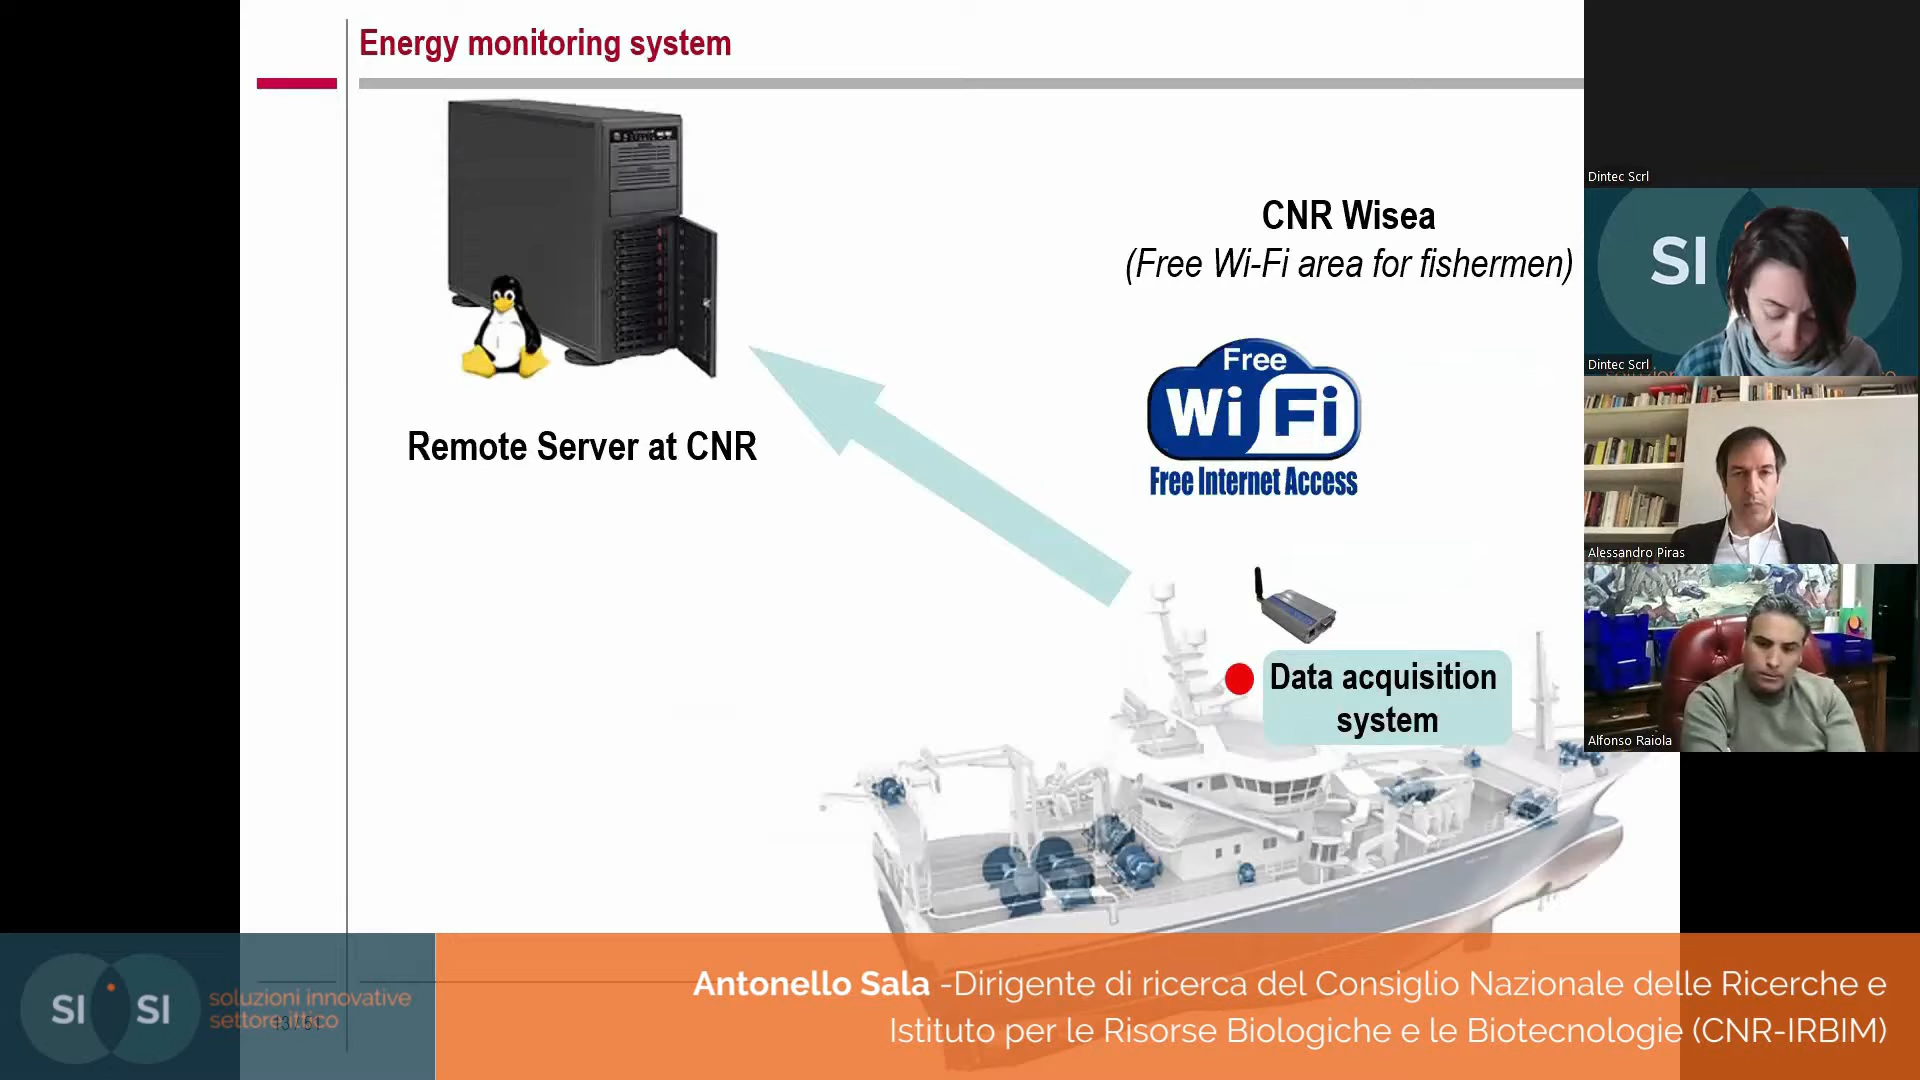 Energy monitoring system
CNR Wisea
(Free Wi-Fi area for fishermen)
Free
Wi Fi
Free Internet Access
Remote Server at CNR
Data acquisition
system
Dintec Scrl
SI
Dintec Scrl
Alessandro Piras
Alfonso Raiola
SI SI
soluzioni innovative
settore ittico
Antonello Sala -Dirigente di ricerca del Consiglio Nazionale delle Ricerche e
Istituto per le Risorse Biologiche e le Biotecnologie (CNR-IRBIM)